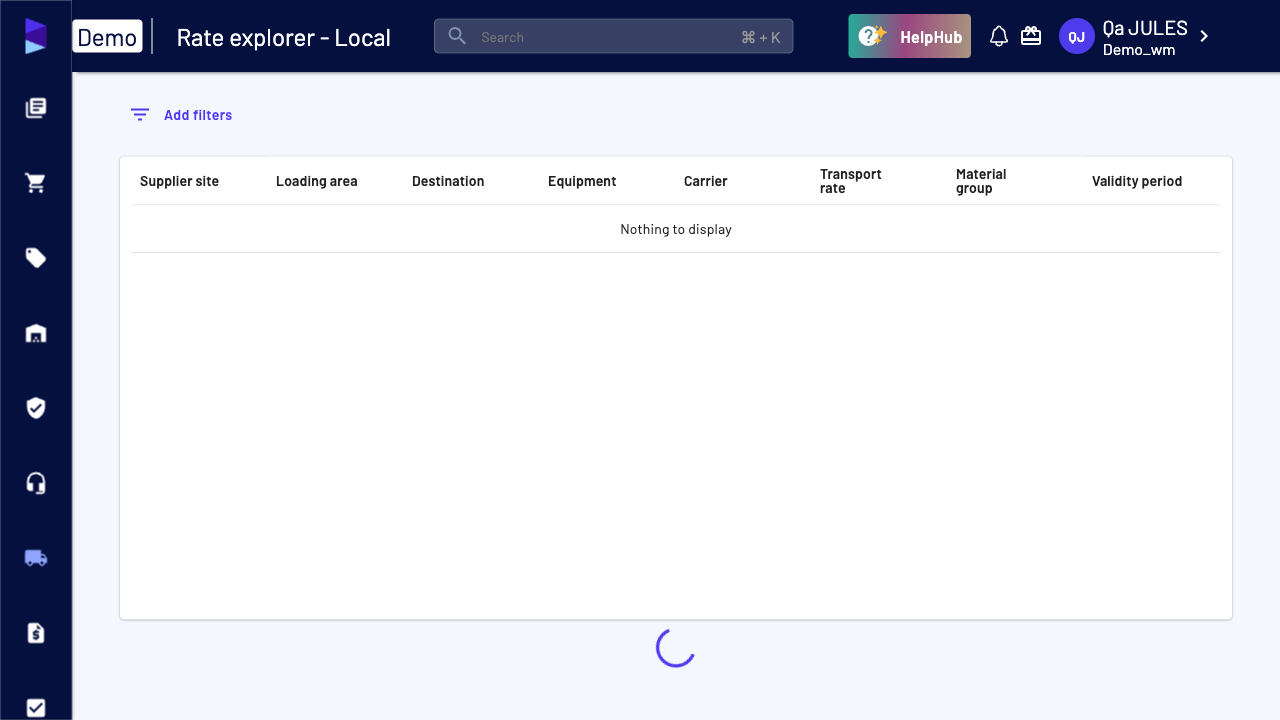 Demo
Rate explorer - Local
Search
⌘ + K
HelpHub
QJ
Qa JULES
Demo_wm
Add filters
Supplier site
Loading area
Destination
Equipment
Carrier
Transport
rate
Material
group
Validity period
Nothing to display